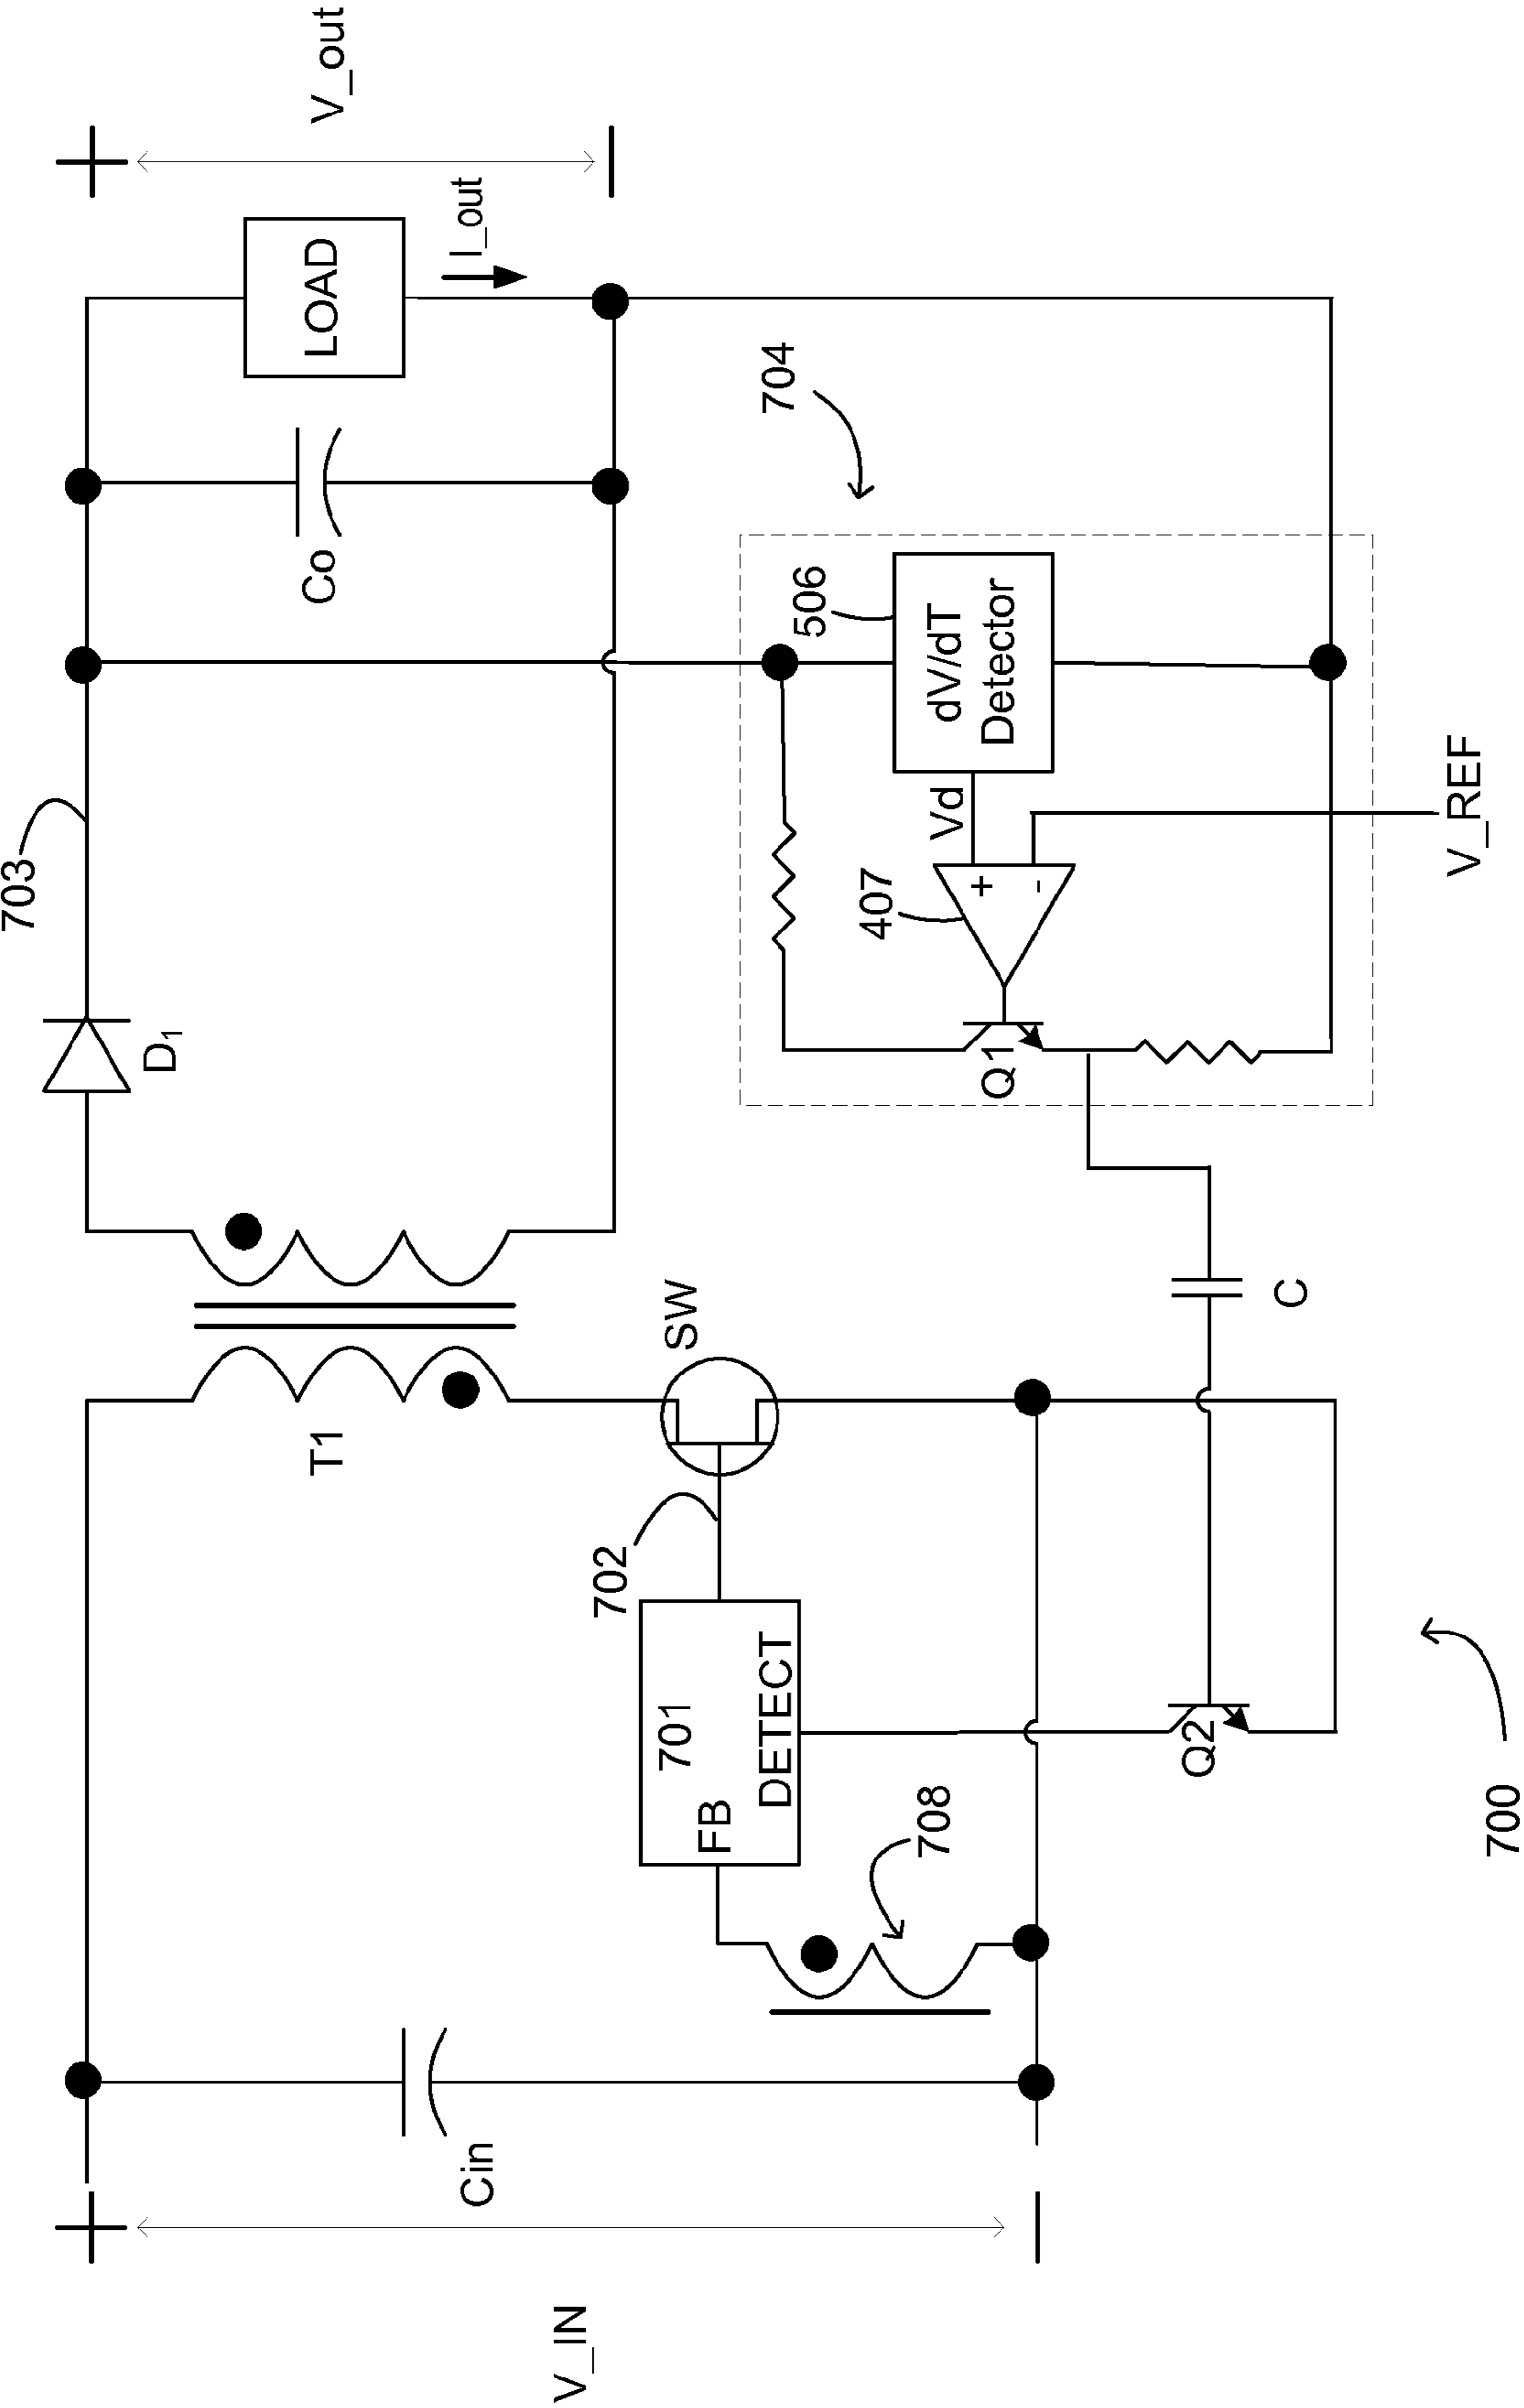 V_IN
Cin
T1
703
D1
Co
LOAD
I_out
V_out
SW
702
701
FB
DETECT
708
704
506
dV/dT
Detector
Vd
407
+
-
Q1
V_REF
C
Q2
700